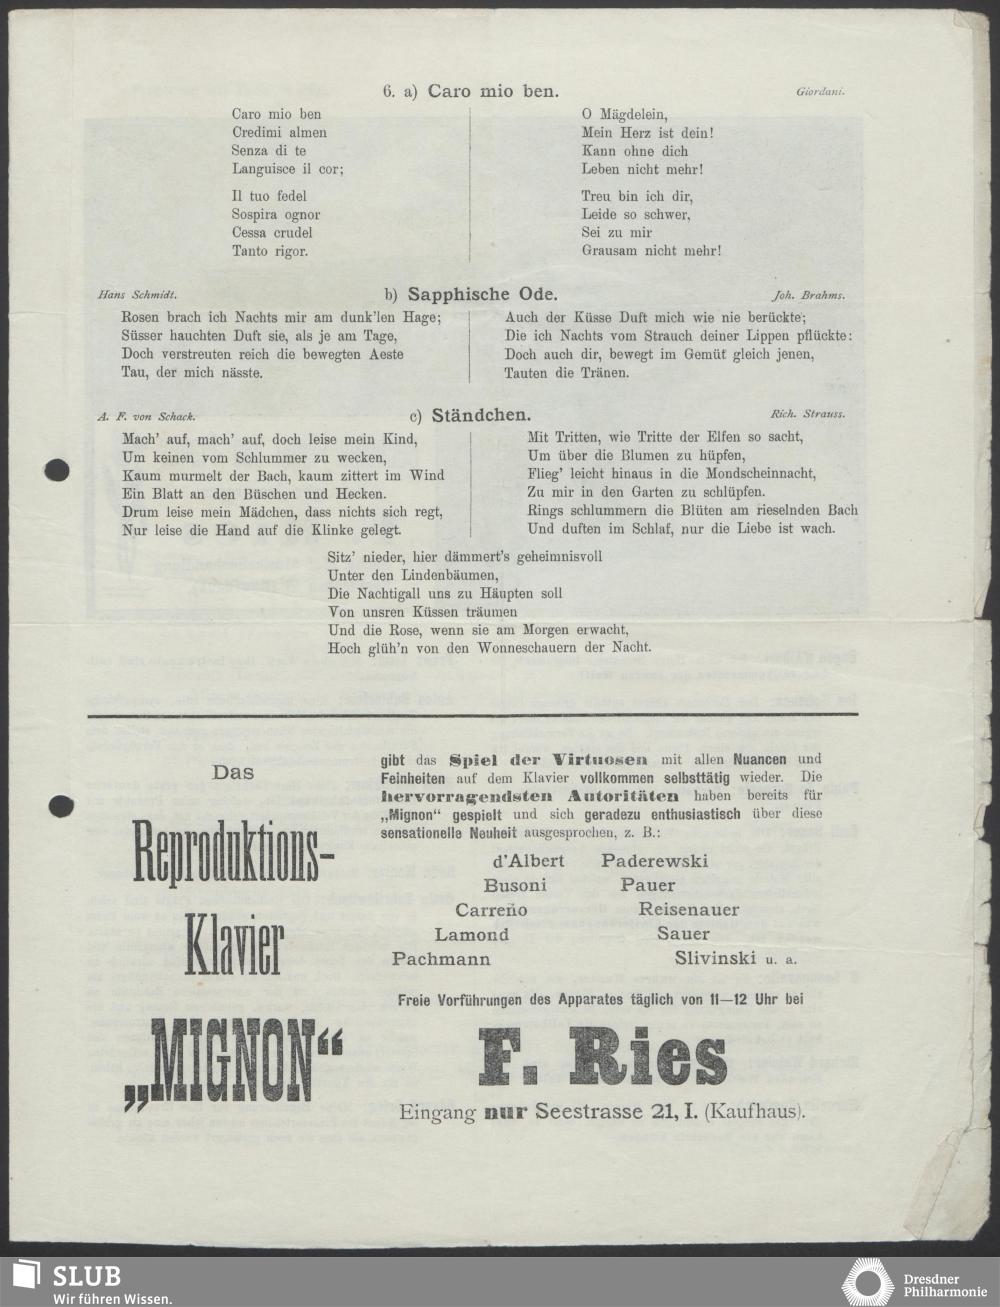 6. a) Caro mio ben.
Giordani.
Caro mio ben
Credimi almen
Senza di te
Languisce il cor;
Il tuo fedel
Sospira ognor
Cessa crudel
Tanto rigor.
O Mägdelein,
Mein Herz ist dein!
Kann ohne dich
Leben nicht mehr!
Treu bin ich dir,
Leide so schwer,
Sei zu mir
Grausam nicht mehr!
Hans Schmidt.
b) Sapphische Ode.
Joh. Brahms.
Rosen brach ich Nachts mir am dunk'len Hage;
Süsser hauchten Duft sie, als je am Tage,
Doch verstreuten reich die bewegten Aeste
Tau, der mich nässte.
Auch der Küsse Duft mich wie nie berückte;
Die ich Nachts vom Strauch deiner Lippen pflückte:
Doch auch dir, bewegt im Gemüt gleich jenen,
Tauten die Tränen.
A. F. von Schack.
c) Ständchen.
Rich. Strauss.
Mach' auf, mach' auf, doch leise mein Kind,
Um keinen vom Schlummer zu wecken,
Kaum murmelt der Bach, kaum zittert im Wind
Ein Blatt an den Büschen und Hecken.
Drum leise mein Mädchen, dass nichts sich regt,
Nur leise die Hand auf die Klinke gelegt.
Mit Tritten, wie Tritte der Elfen so sacht,
Um über die Blumen zu hüpfen,
Flieg' leicht hinaus in die Mondscheinnacht,
Zu mir in den Garten zu schlüpfen.
Rings schlummern die Blüten am rieselnden Bach
Und duften im Schlaf, nur die Liebe ist wach.
Sitz' nieder, hier dämmert's geheimnisvoll
Unter den Lindenbäumen,
Die Nachtigall uns zu Häupten soll
Von unsren Küssen träumen
Und die Rose, wenn sie am Morgen erwacht,
Hoch glüh'n von den Wonneschauern der Nacht.
Das
Reproduktions-
Klavier
„MIGNON“
gibt das Spiel der Virtuosen mit allen Nuancen und
Feinheiten auf dem Klavier vollkommen selbsttätig wieder. Die
hervorragendsten Autoritäten haben bereits für
„Mignon“ gespielt und sich geradezu enthusiastisch über diese
sensationelle Neuheit ausgesprochen, z. B.:
d'Albert Paderewski
Busoni Pauer
Carreño Reisenauer
Lamond Sauer
Pachmann Slivinski u. a.
Freie Vorführungen des Apparates täglich von 11—12 Uhr bei
F. Ries
Eingang nur Seestrasse 21, I. (Kaufhaus).
SLUB
Wir führen Wissen.
Dresdner
Philharmonie